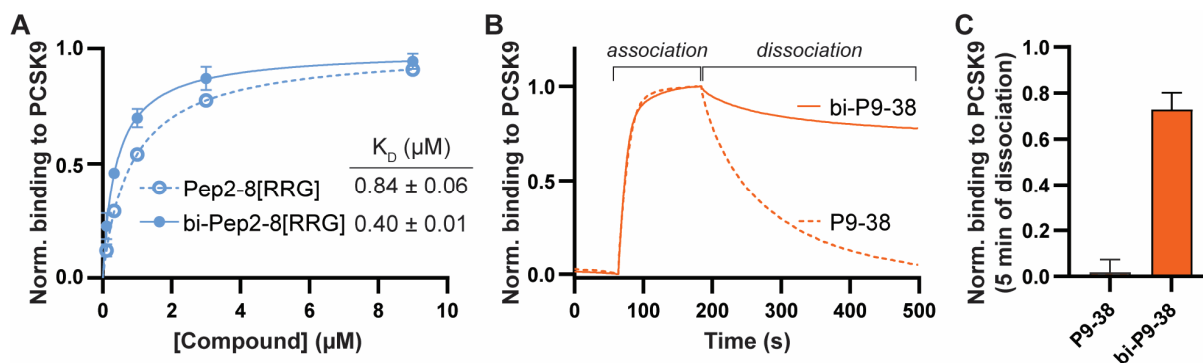 A
Norm. binding to PCSK9
1.0
0.5
0.0
0 2 4 6 8 10
[Compound] (µM)
K_D (µM)
Pep2-8[RRG] 0.84 ± 0.06
bi-Pep2-8[RRG] 0.40 ± 0.01
B
Norm. binding to PCSK9
association dissociation
1.0
0.5
0.0
bi-P9-38
P9-38
0 100 200 300 400 500
Time (s)
C
Norm. binding to PCSK9
(5 min of dissociation)
1.0
0.8
0.6
0.4
0.2
0.0
P9-38
bi-P9-38